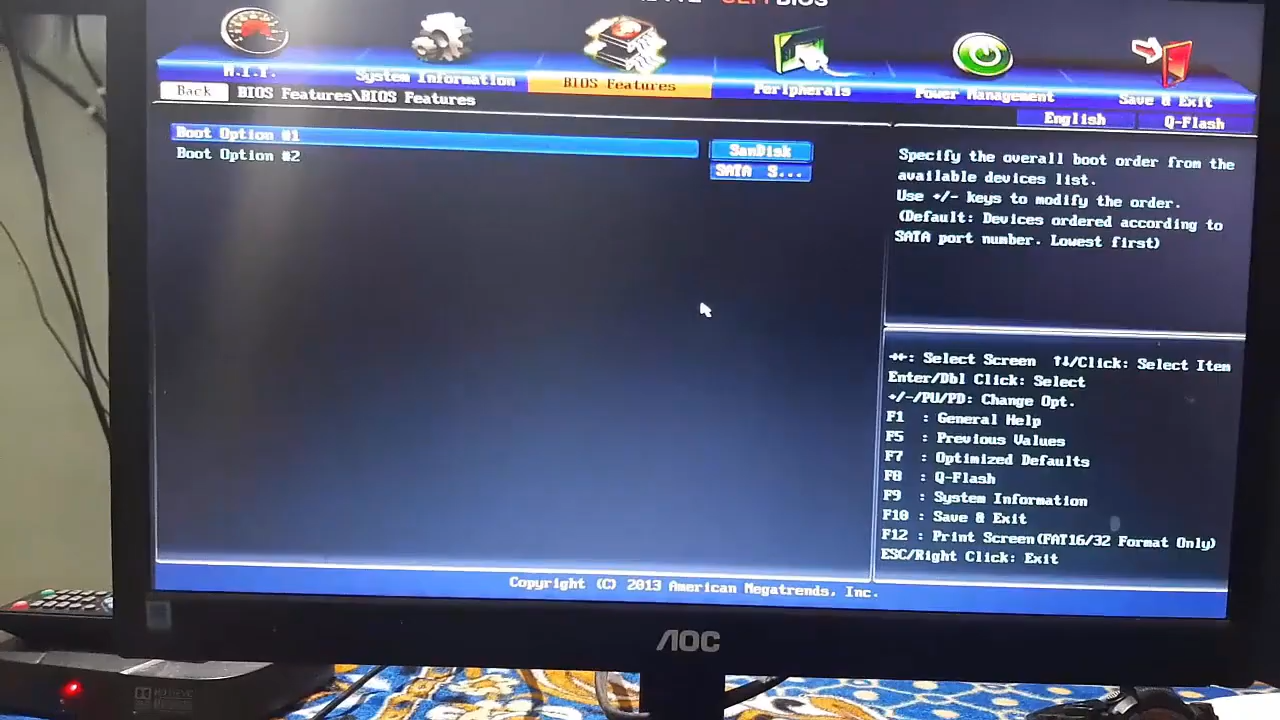 UEFI BIOS
M.I.T.
System Information
BIOS Features
Peripherals
Power Management
Save & Exit
Back
BIOS Features\BIOS Features
English
Q-Flash
Boot Option #1
SanDisk
Boot Option #2
SATA S...
Specify the overall boot order from the
available devices list.
Use +/- keys to modify the order.
(Default: Devices ordered according to
SATA port number. Lowest first)
→←: Select Screen ↑↓/Click: Select Item
Enter/Dbl Click: Select
+/-/PU/PD: Change Opt.
F1 : General Help
F5 : Previous Values
F7 : Optimized Defaults
F8 : Q-Flash
F9 : System Information
F10 : Save & Exit
F12 : Print Screen(FAT16/32 Format Only)
ESC/Right Click: Exit
Copyright (C) 2013 American Megatrends, Inc.
AOC